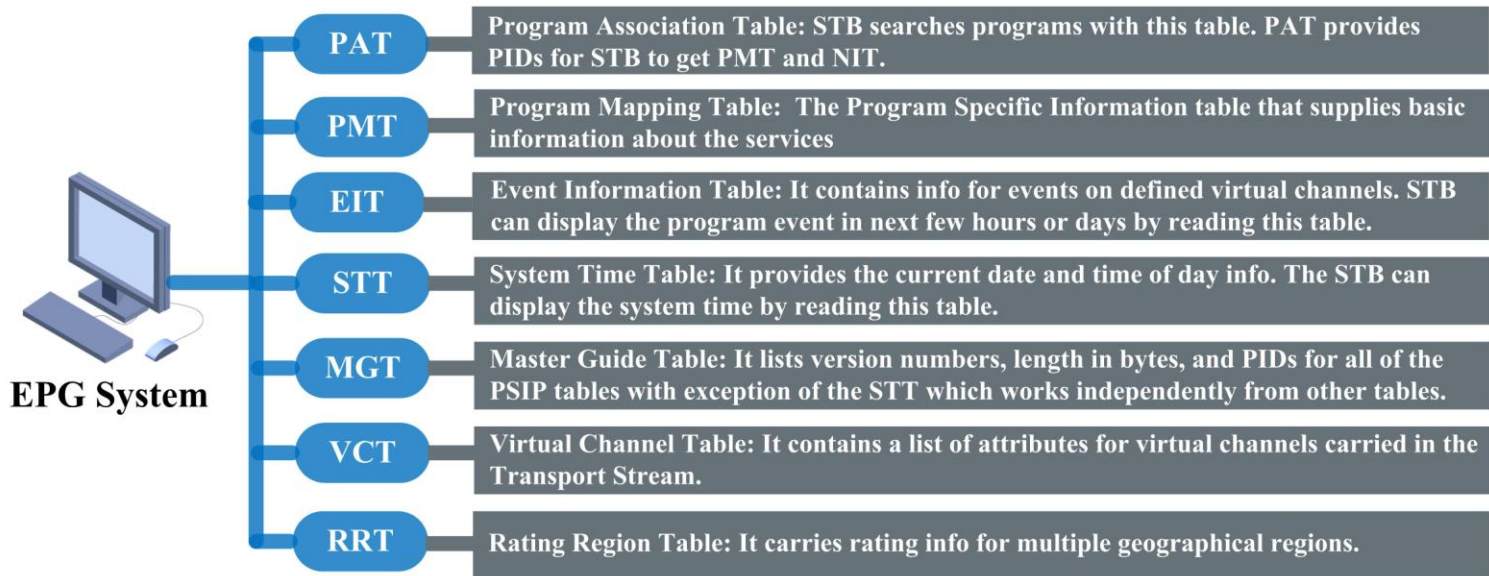 PAT
Program Association Table: STB searches programs with this table. PAT provides
PIDs for STB to get PMT and NIT.
PMT
Program Mapping Table: The Program Specific Information table that supplies basic
information about the services
EIT
Event Information Table: It contains info for events on defined virtual channels. STB
can display the program event in next few hours or days by reading this table.
STT
System Time Table: It provides the current date and time of day info. The STB can
display the system time by reading this table.
MGT
Master Guide Table: It lists version numbers, length in bytes, and PIDs for all of the
PSIP tables with exception of the STT which works independently from other tables.
EPG System
VCT
Virtual Channel Table: It contains a list of attributes for virtual channels carried in the
Transport Stream.
RRT
Rating Region Table: It carries rating info for multiple geographical regions.